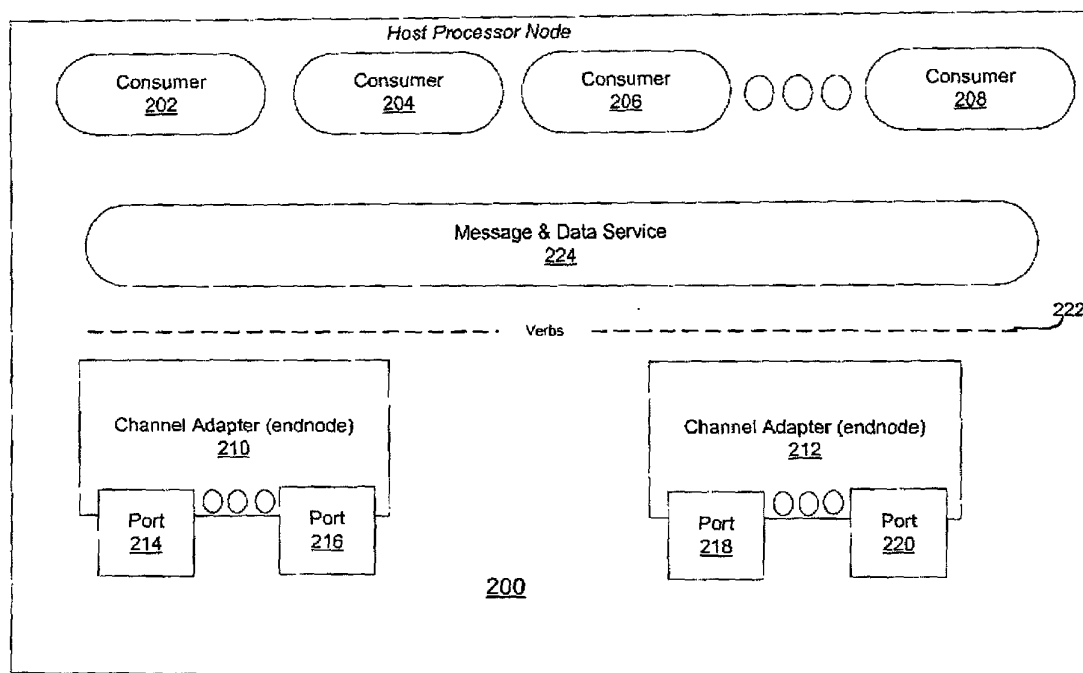 Host Processor Node
Consumer
202
Consumer
204
Consumer
206
Consumer
208
Message & Data Service
224
Verbs
222
Channel Adapter (endnode)
210
Channel Adapter (endnode)
212
Port
214
Port
216
Port
218
Port
220
200